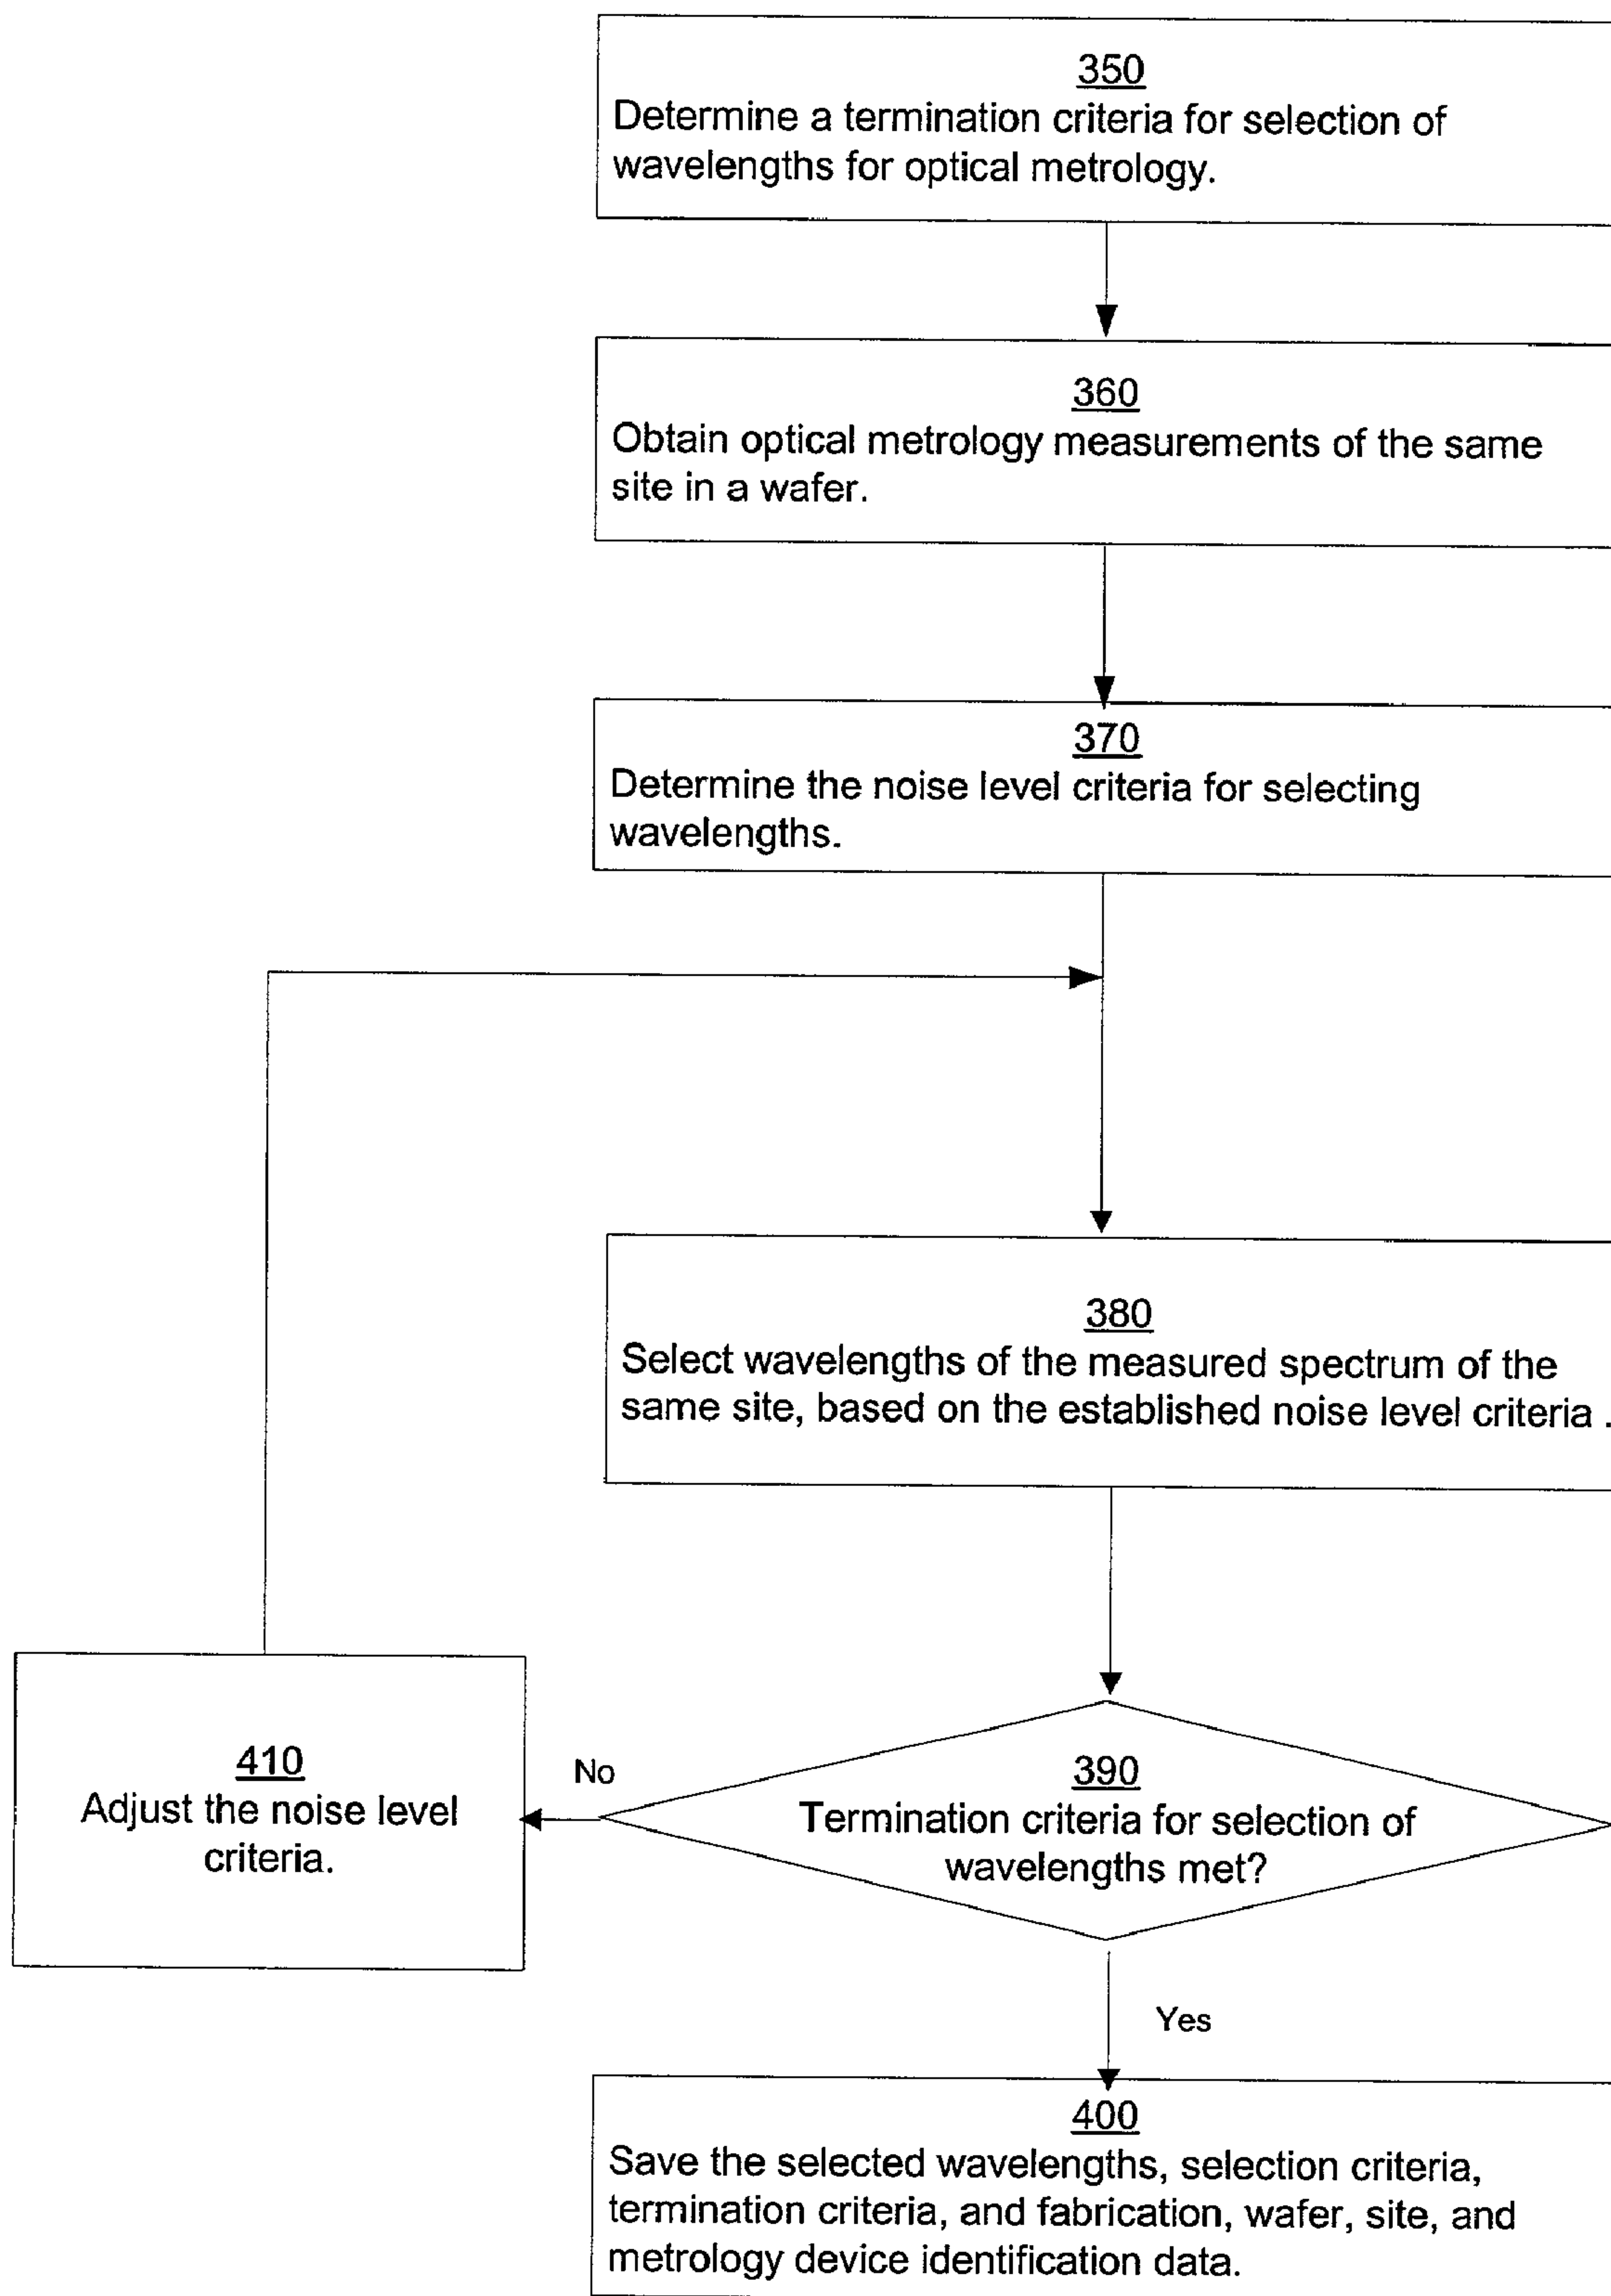 350
Determine a termination criteria for selection of
wavelengths for optical metrology.
360
Obtain optical metrology measurements of the same
site in a wafer.
370
Determine the noise level criteria for selecting
wavelengths.
380
Select wavelengths of the measured spectrum of the
same site, based on the established noise level criteria .
390
Termination criteria for selection of
wavelengths met?
No
410
Adjust the noise level
criteria.
Yes
400
Save the selected wavelengths, selection criteria,
termination criteria, and fabrication, wafer, site, and
metrology device identification data.